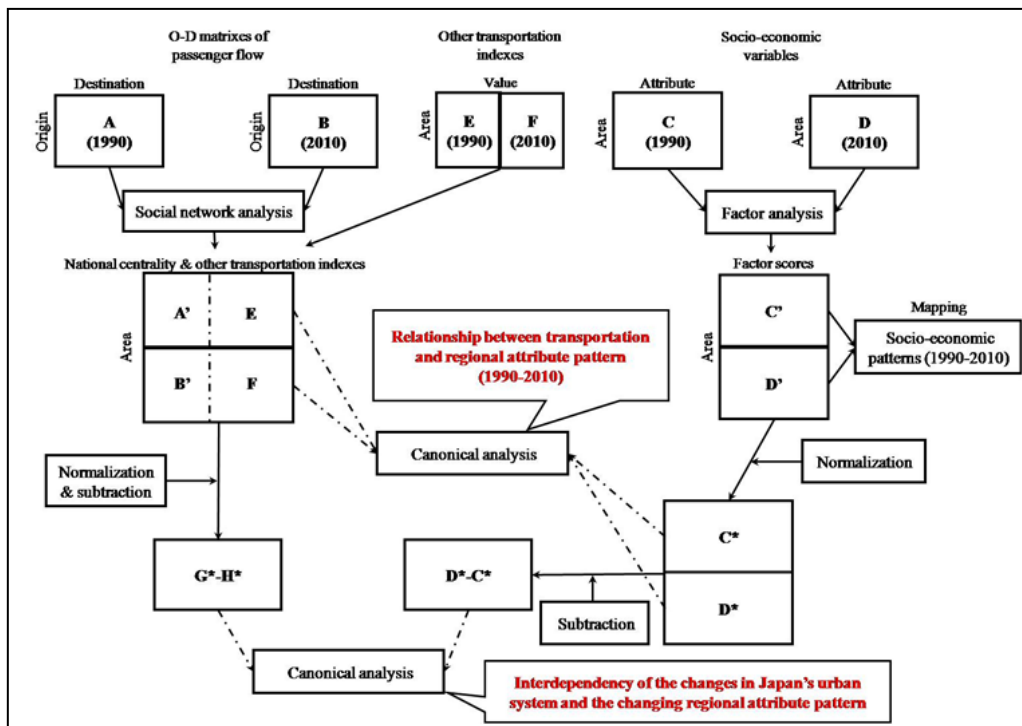 O-D matrixes of
passenger flow
Other transportation
indexes
Socio-economic
variables
Destination
Destination
Value
Attribute
Attribute
Origin
A
(1990)
Origin
B
(2010)
Area
E
(1990)
F
(2010)
Area
C
(1990)
Area
D
(2010)
Social network analysis
Factor analysis
National centrality & other transportation indexes
Factor scores
Area
A’
E
B’
F
Relationship between transportation
and regional attribute pattern
(1990-2010)
Area
C’
D’
Mapping
Socio-economic
patterns (1990-2010)
Canonical analysis
Normalization
& subtraction
Normalization
G*-H*
D*-C*
C*
D*
Subtraction
Canonical analysis
Interdependency of the changes in Japan’s urban
system and the changing regional attribute pattern